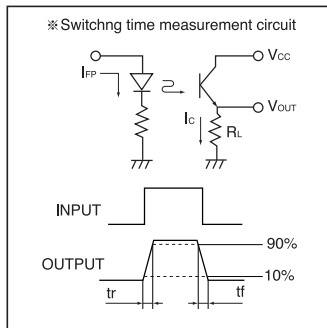 ※Switchng time measurement circuit
VCC
IFP
VOUT
IC
RL
INPUT
90%
OUTPUT
10%
tr
tf